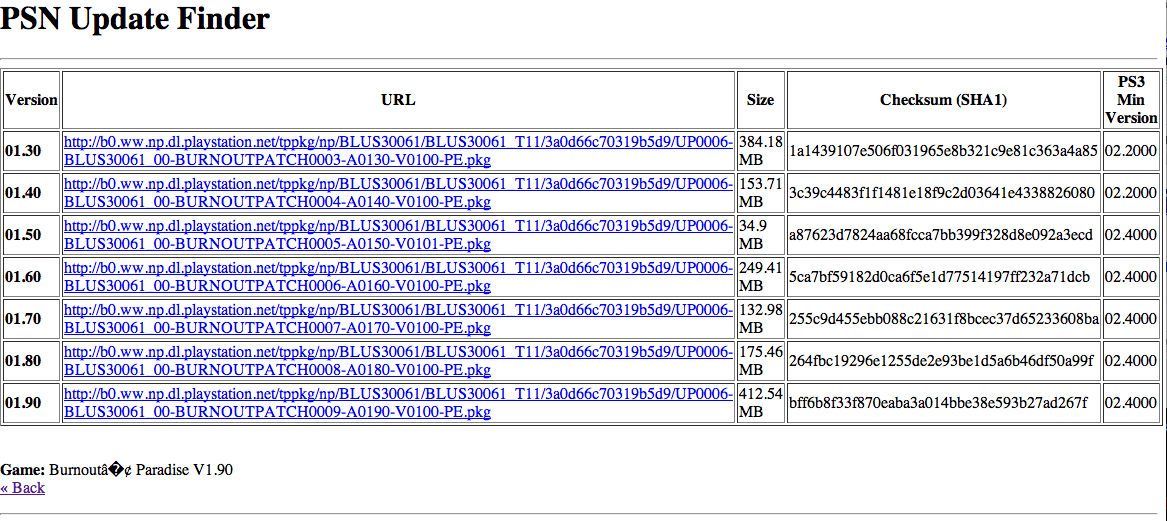 PSN Update Finder
Version URL Size Checksum (SHA1) PS3 Min Version
01.30 http://b0.ww.np.dl.playstation.net/tppkg/np/BLUS30061/BLUS30061_T11/3a0d66c70319b5d9/UP0006-BLUS30061_00-BURNOUTPATCH0003-A0130-V0100-PE.pkg 384.18 MB 1a1439107e506f031965e8b321c9e81c363a4a85 02.2000
01.40 http://b0.ww.np.dl.playstation.net/tppkg/np/BLUS30061/BLUS30061_T11/3a0d66c70319b5d9/UP0006-BLUS30061_00-BURNOUTPATCH0004-A0140-V0100-PE.pkg 153.71 MB 3c39c4483f1f1481e18f9c2d03641e4338826080 02.2000
01.50 http://b0.ww.np.dl.playstation.net/tppkg/np/BLUS30061/BLUS30061_T11/3a0d66c70319b5d9/UP0006-BLUS30061_00-BURNOUTPATCH0005-A0150-V0101-PE.pkg 34.9 MB a87623d7824aa68fcca7bb399f328d8e092a3ecd 02.4000
01.60 http://b0.ww.np.dl.playstation.net/tppkg/np/BLUS30061/BLUS30061_T11/3a0d66c70319b5d9/UP0006-BLUS30061_00-BURNOUTPATCH0006-A0160-V0100-PE.pkg 249.41 MB 5ca7bf59182d0ca6f5e1d77514197ff232a71dcb 02.4000
01.70 http://b0.ww.np.dl.playstation.net/tppkg/np/BLUS30061/BLUS30061_T11/3a0d66c70319b5d9/UP0006-BLUS30061_00-BURNOUTPATCH0007-A0170-V0100-PE.pkg 132.98 MB 255c9d455ebb088c21631f8bcec37d65233608ba 02.4000
01.80 http://b0.ww.np.dl.playstation.net/tppkg/np/BLUS30061/BLUS30061_T11/3a0d66c70319b5d9/UP0006-BLUS30061_00-BURNOUTPATCH0008-A0180-V0100-PE.pkg 175.46 MB 264fbc19296e1255de2e93be1d5a6b46df50a99f 02.4000
01.90 http://b0.ww.np.dl.playstation.net/tppkg/np/BLUS30061/BLUS30061_T11/3a0d66c70319b5d9/UP0006-BLUS30061_00-BURNOUTPATCH0009-A0190-V0100-PE.pkg 412.54 MB bff6b8f33f870eaba3a014bbe38e593b27ad267f 02.4000
Game: Burnoutâ�¢ Paradise V1.90
« Back